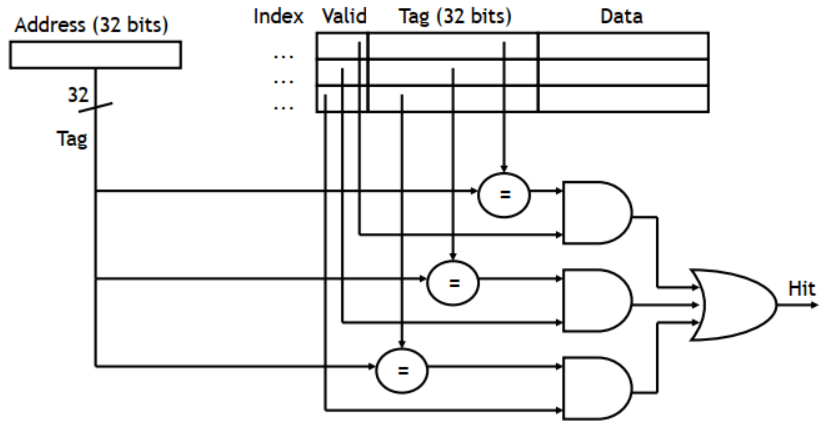 Address (32 bits)
Index Valid Tag (32 bits) Data
...
...
...
32
Tag
=
=
=
Hit